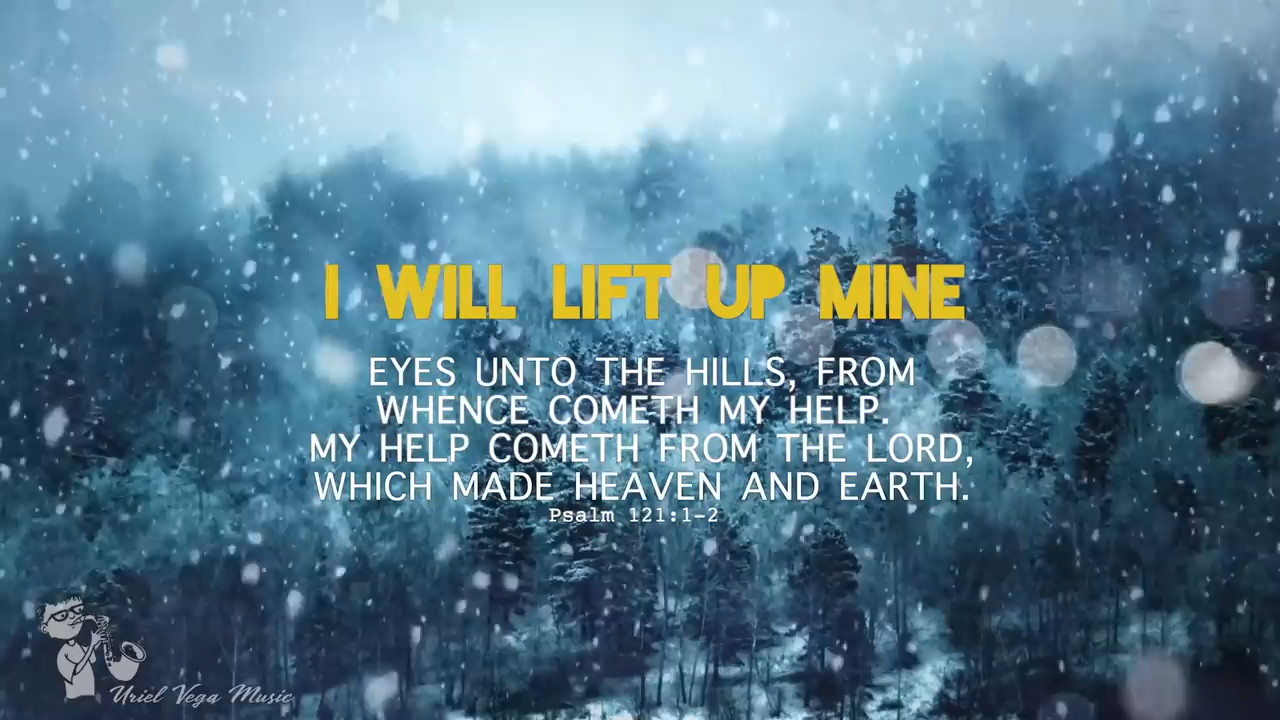 I WILL LIFT UP MINE
EYES UNTO THE HILLS, FROM
WHENCE COMETH MY HELP.
MY HELP COMETH FROM THE LORD,
WHICH MADE HEAVEN AND EARTH.
Psalm 121:1-2
Uriel Vega Music